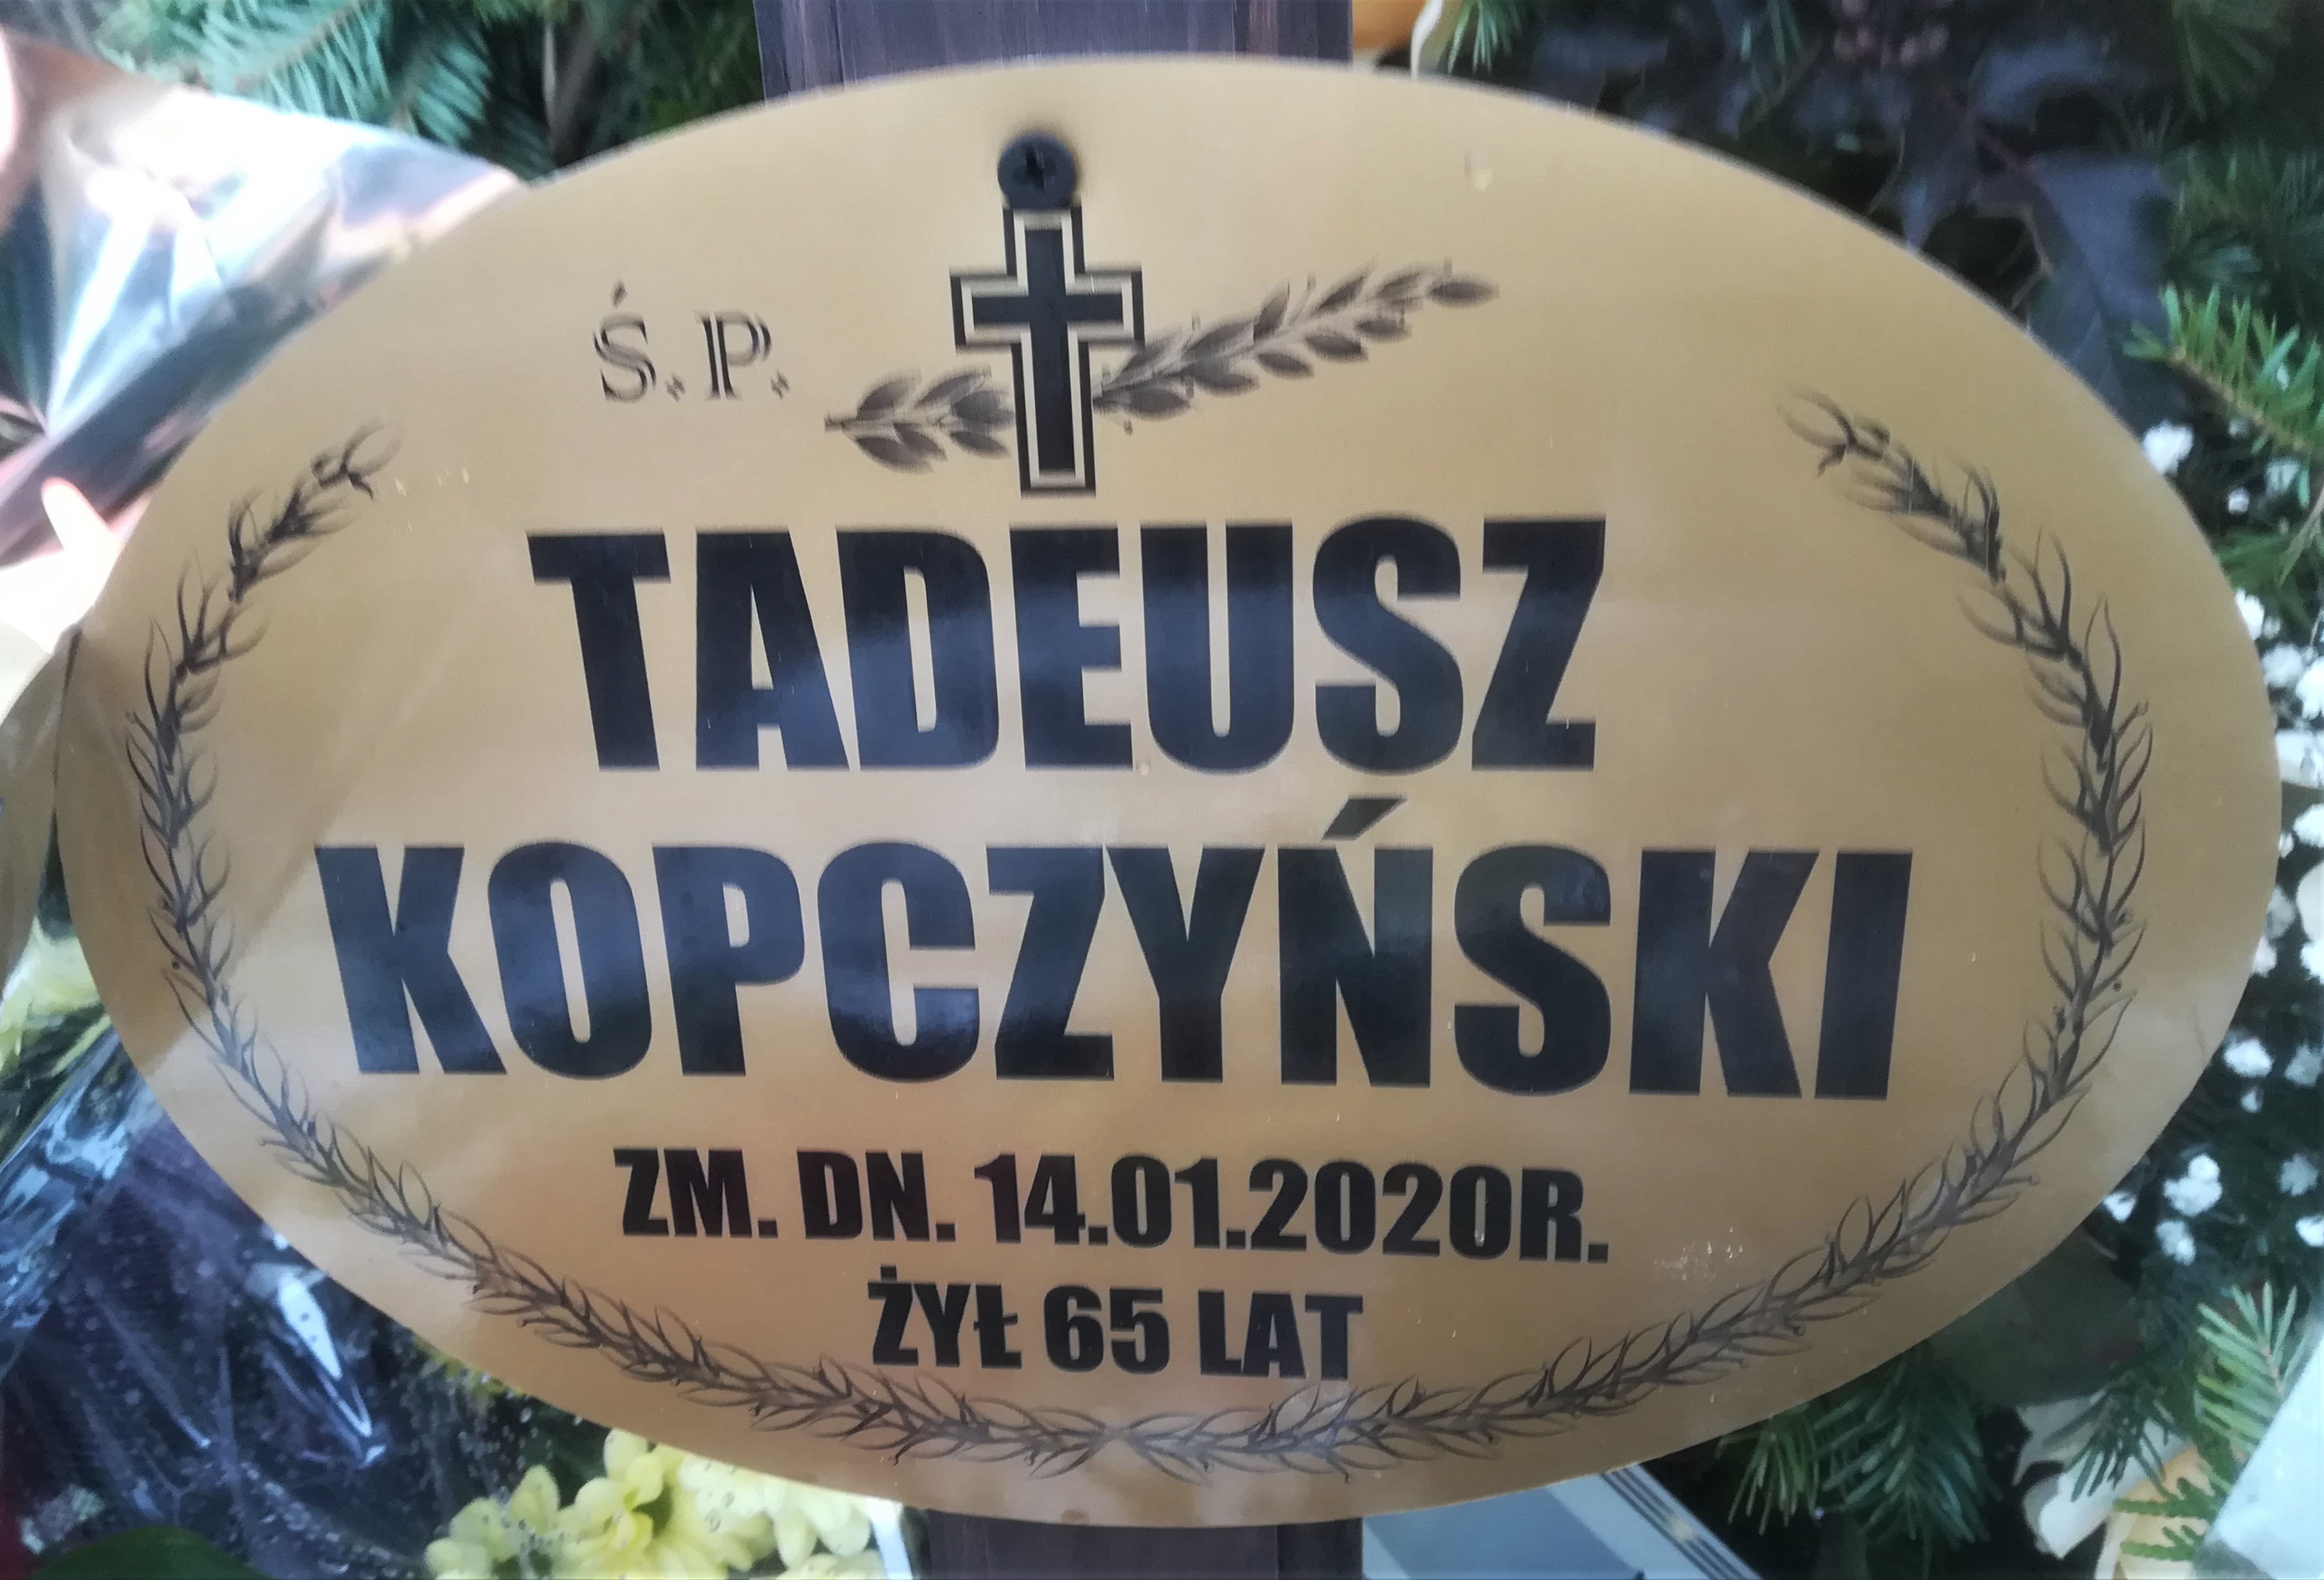 Ś.P.
TADEUSZ
KOPCZYŃSKI
ZM. DN. 14.01.2020R.
ŻYŁ 65 LAT